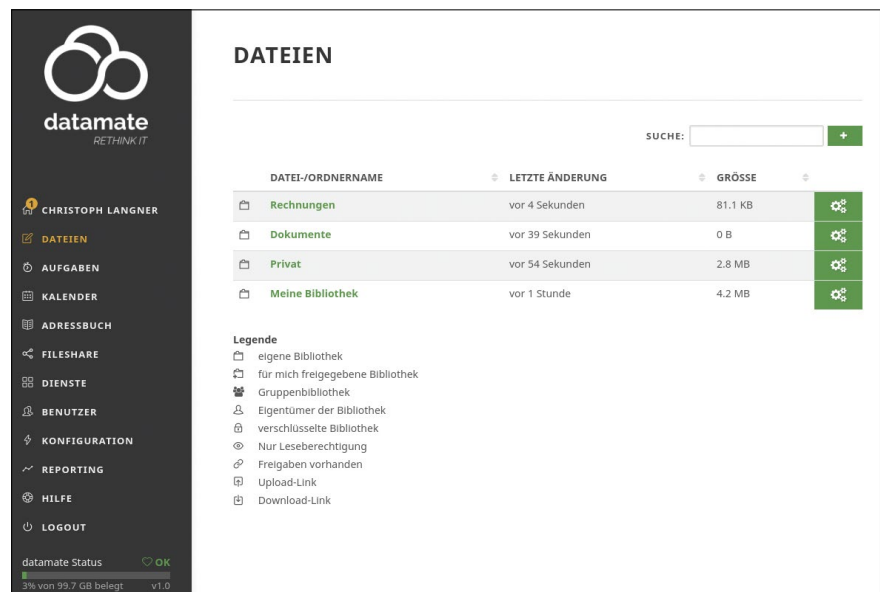 datamate
RETHINK IT
1
CHRISTOPH LANGNER
DATEIEN
AUFGABEN
KALENDER
ADRESSBUCH
FILESHARE
DIENSTE
BENUTZER
KONFIGURATION
REPORTING
HILFE
LOGOUT
datamate Status OK
3% von 99.7 GB belegt v1.0
DATEIEN
SUCHE: +
DATEI-/ORDNERNAME LETZTE ÄNDERUNG GRÖSSE
Rechnungen vor 4 Sekunden 81.1 KB
Dokumente vor 39 Sekunden 0 B
Privat vor 54 Sekunden 2.8 MB
Meine Bibliothek vor 1 Stunde 4.2 MB
Legende
eigene Bibliothek
für mich freigegebene Bibliothek
Gruppenbibliothek
Eigentümer der Bibliothek
verschlüsselte Bibliothek
Nur Leseberechtigung
Freigaben vorhanden
Upload-Link
Download-Link